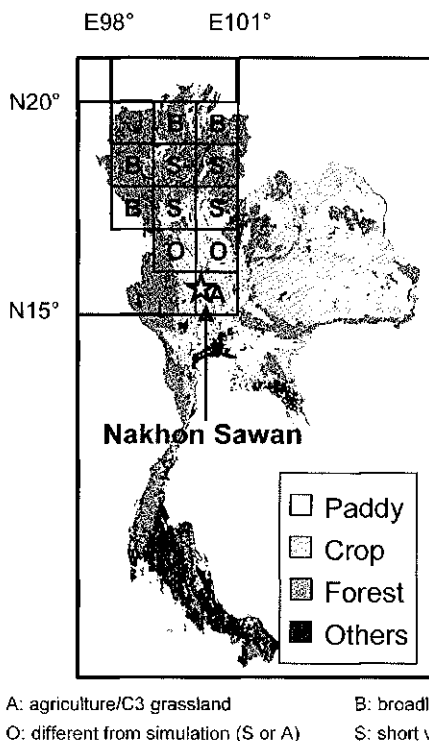 E98° E101°
N20°
B B
B S S
B S S
O O
A
N15°
Nakhon Sawan
Paddy
Crop
Forest
Others
A: agriculture/C3 grassland B: broadl
O: different from simulation (S or A) S: short v